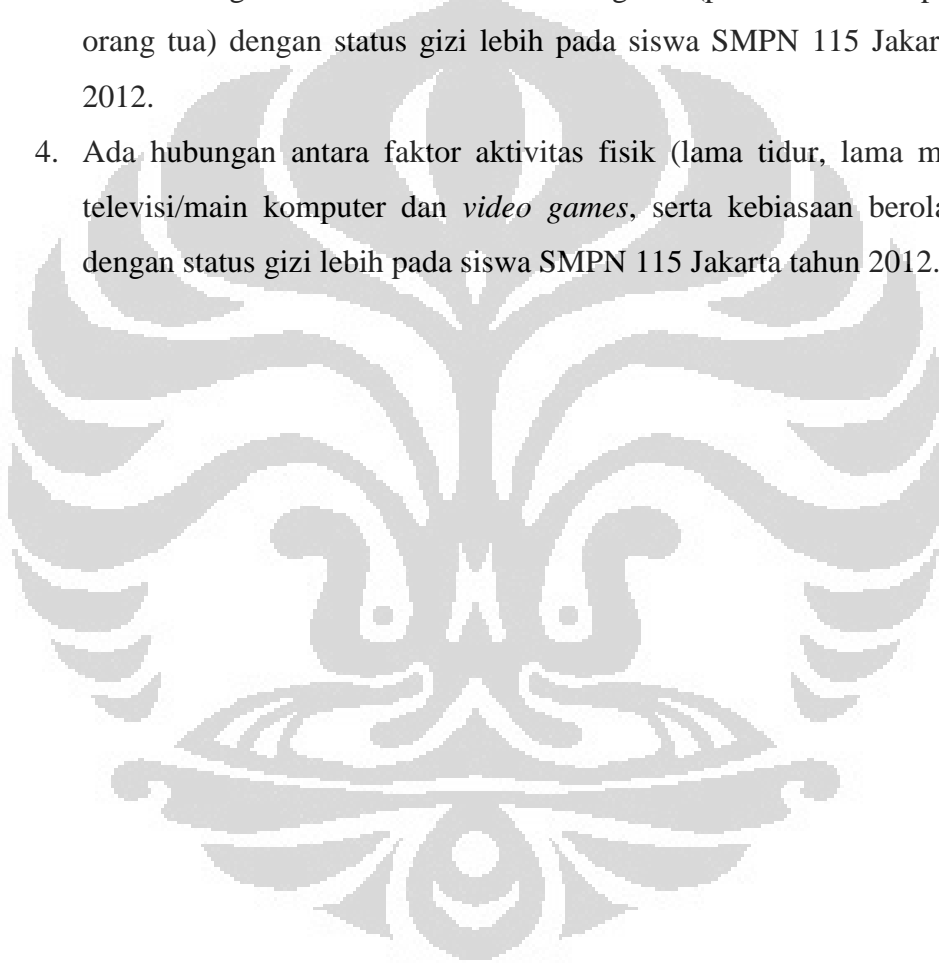 orang tua) dengan status gizi lebih pada siswa SMPN 115 Jakar
2012.
4. Ada hubungan antara faktor aktivitas fisik (lama tidur, lama m
televisi/main komputer dan video games, serta kebiasaan berola
dengan status gizi lebih pada siswa SMPN 115 Jakarta tahun 2012.